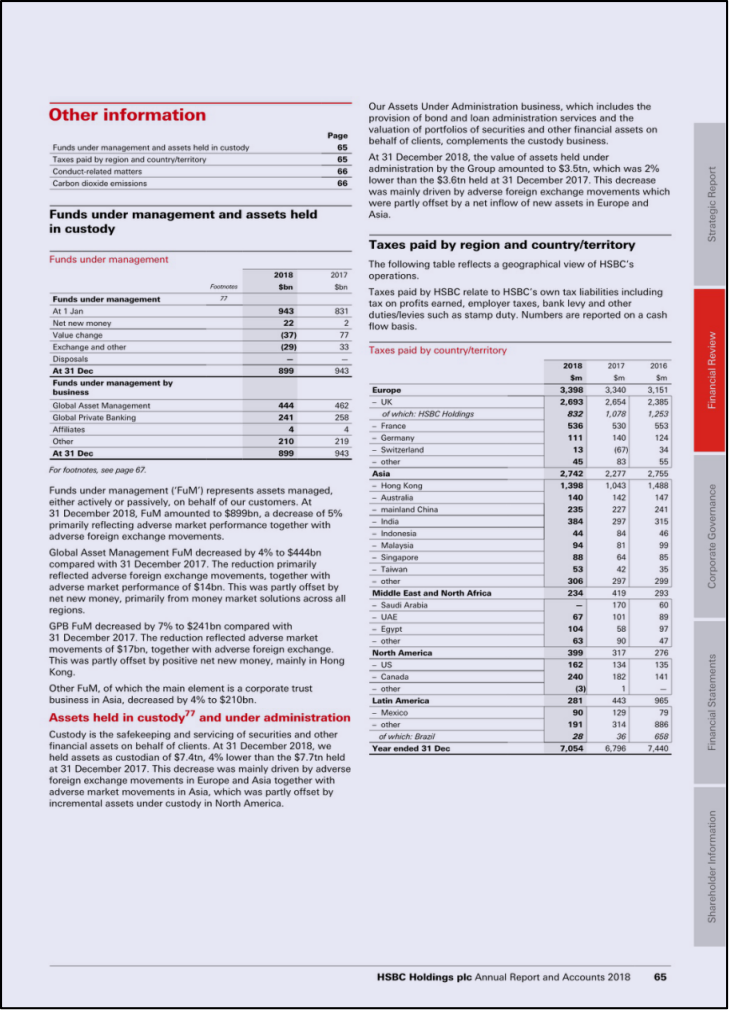 Other information
Page
Funds under management and assets held in custody 65
Taxes paid by region and country/territory 65
Conduct-related matters 66
Carbon dioxide emissions 66
Funds under management and assets held
in custody
Funds under management
2018 2017
Footnotes $bn $bn
Funds under management 77
At 1 Jan 943 831
Net new money 22 2
Value change (37) 77
Exchange and other (29) 33
Disposals — —
At 31 Dec 899 943
Funds under management by
business
Global Asset Management 444 462
Global Private Banking 241 258
Affiliates 4 4
Other 210 219
At 31 Dec 899 943
For footnotes, see page 67.
Funds under management (‘FuM’) represents assets managed,
either actively or passively, on behalf of our customers. At
31 December 2018, FuM amounted to $899bn, a decrease of 5%
primarily reflecting adverse market performance together with
adverse foreign exchange movements.
Global Asset Management FuM decreased by 4% to $444bn
compared with 31 December 2017. The reduction primarily
reflected adverse foreign exchange movements, together with
adverse market performance of $14bn. This was partly offset by
net new money, primarily from money market solutions across all
regions.
GPB FuM decreased by 7% to $241bn compared with
31 December 2017. The reduction reflected adverse market
movements of $17bn, together with adverse foreign exchange.
This was partly offset by positive net new money, mainly in Hong
Kong.
Other FuM, of which the main element is a corporate trust
business in Asia, decreased by 4% to $210bn.
Assets held in custody77 and under administration
Custody is the safekeeping and servicing of securities and other
financial assets on behalf of clients. At 31 December 2018, we
held assets as custodian of $7.4tn, 4% lower than the $7.7tn held
at 31 December 2017. This decrease was mainly driven by adverse
foreign exchange movements in Europe and Asia together with
adverse market movements in Asia, which was partly offset by
incremental assets under custody in North America.
Our Assets Under Administration business, which includes the
provision of bond and loan administration services and the
valuation of portfolios of securities and other financial assets on
behalf of clients, complements the custody business.
At 31 December 2018, the value of assets held under
administration by the Group amounted to $3.5tn, which was 2%
lower than the $3.6tn held at 31 December 2017. This decrease
was mainly driven by adverse foreign exchange movements which
were partly offset by a net inflow of new assets in Europe and
Asia.
Taxes paid by region and country/territory
The following table reflects a geographical view of HSBC’s
operations.
Taxes paid by HSBC relate to HSBC’s own tax liabilities including
tax on profits earned, employer taxes, bank levy and other
duties/levies such as stamp duty. Numbers are reported on a cash
flow basis.
Taxes paid by country/territory
2018 2017 2016
$m $m $m
Europe 3,398 3,340 3,151
– UK 2,693 2,654 2,385
of which: HSBC Holdings 832 1,078 1,253
– France 536 530 553
– Germany 111 140 124
– Switzerland 13 (67) 34
– other 45 83 55
Asia 2,742 2,277 2,755
– Hong Kong 1,398 1,043 1,488
– Australia 140 142 147
– mainland China 235 227 241
– India 384 297 315
– Indonesia 44 84 46
– Malaysia 94 81 99
– Singapore 88 64 85
– Taiwan 53 42 35
– other 306 297 299
Middle East and North Africa 234 419 293
– Saudi Arabia — 170 60
– UAE 67 101 89
– Egypt 104 58 97
– other 63 90 47
North America 399 317 276
– US 162 134 135
– Canada 240 182 141
– other (3) 1 —
Latin America 281 443 965
– Mexico 90 129 79
– other 191 314 886
of which: Brazil 28 36 658
Year ended 31 Dec 7,054 6,796 7,440
Strategic Report
Financial Review
Corporate Governance
Financial Statements
Shareholder Information
HSBC Holdings plc Annual Report and Accounts 2018 65